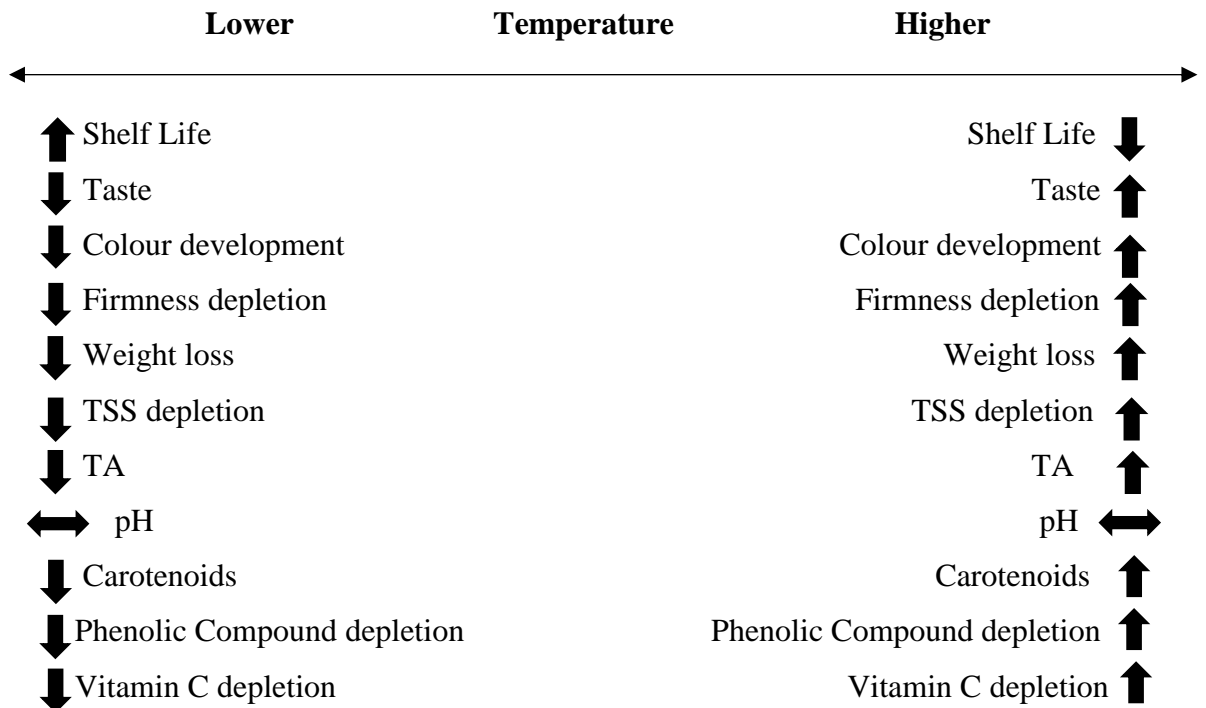 Lower Temperature Higher
Shelf Life Shelf Life
Taste Taste
Colour development Colour development
Firmness depletion Firmness depletion
Weight loss Weight loss
TSS depletion TSS depletion
TA TA
pH pH
Carotenoids Carotenoids
Phenolic Compound depletion Phenolic Compound depletion
Vitamin C depletion Vitamin C depletion